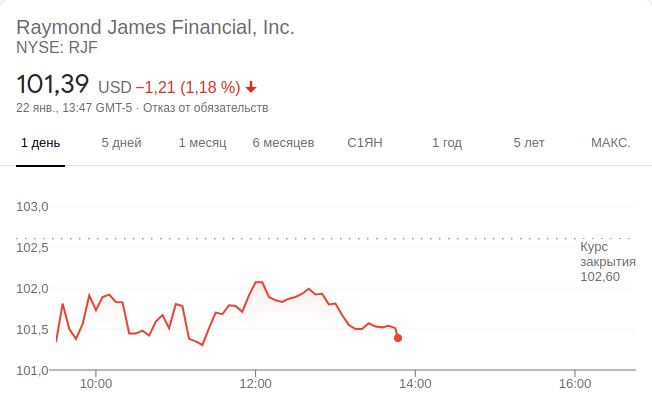 Raymond James Financial, Inc.
NYSE: RJF
101,39 USD −1,21 (1,18 %)
22 янв., 13:47 GMT-5 · Отказ от обязательств
1 день 5 дней 1 месяц 6 месяцев С1ЯН 1 год 5 лет МАКС.
103,0
102,5
Курс
закрытия
102,60
102,0
101,5
101,0
10:00 12:00 14:00 16:00